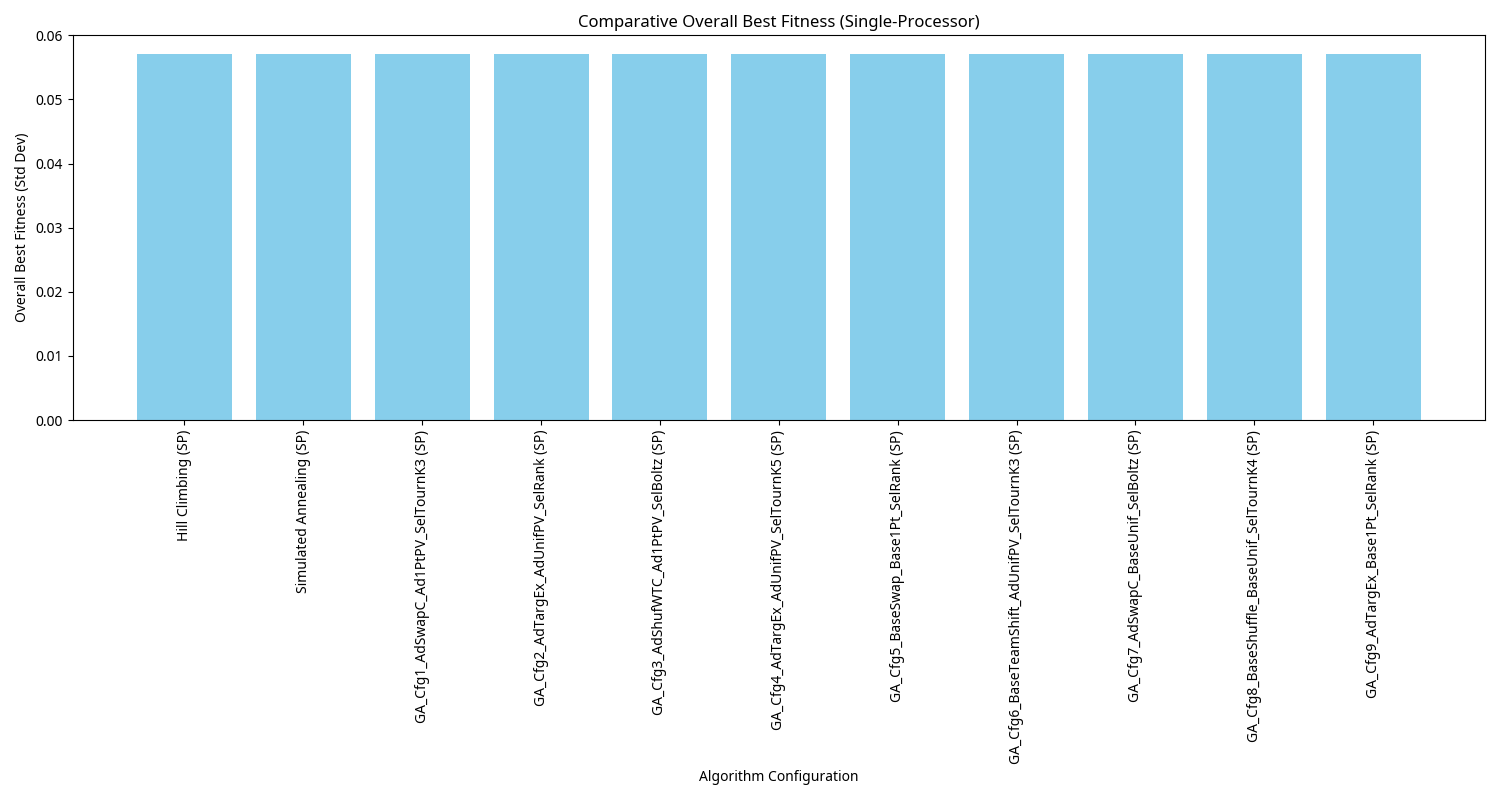 Comparative Overall Best Fitness (Single-Processor)
Overall Best Fitness (Std Dev)
0.06
0.05
0.04
0.03
0.02
0.01
0.00
Hill Climbing (SP)
Simulated Annealing (SP)
GA_Cfg1_AdSwapC_Ad1PtPV_SelTournK3 (SP)
GA_Cfg2_AdTargEx_AdUnifPV_SelRank (SP)
GA_Cfg3_AdShufWTC_Ad1PtPV_SelBoltz (SP)
GA_Cfg4_AdTargEx_AdUnifPV_SelTournK5 (SP)
GA_Cfg5_BaseSwap_Base1Pt_SelRank (SP)
GA_Cfg6_BaseTeamShift_AdUnifPV_SelTournK3 (SP)
GA_Cfg7_AdSwapC_BaseUnif_SelBoltz (SP)
GA_Cfg8_BaseShuffle_BaseUnif_SelTournK4 (SP)
GA_Cfg9_AdTargEx_Base1Pt_SelRank (SP)
Algorithm Configuration